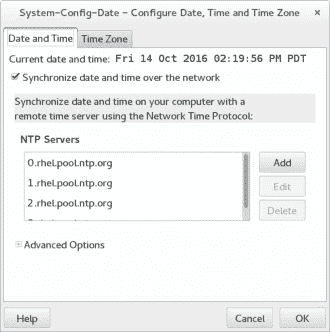 System-Config-Date – Configure Date, Time and Time Zone
Date and Time
Time Zone
Current date and time: Fri 14 Oct 2016 02:19:56 PM PDT
Synchronize date and time over the network
Synchronize date and time on your computer with a
remote time server using the Network Time Protocol:
NTP Servers
0.rhel.pool.ntp.org
1.rhel.pool.ntp.org
2.rhel.pool.ntp.org
Add
Edit
Delete
Advanced Options
Help
Cancel
OK